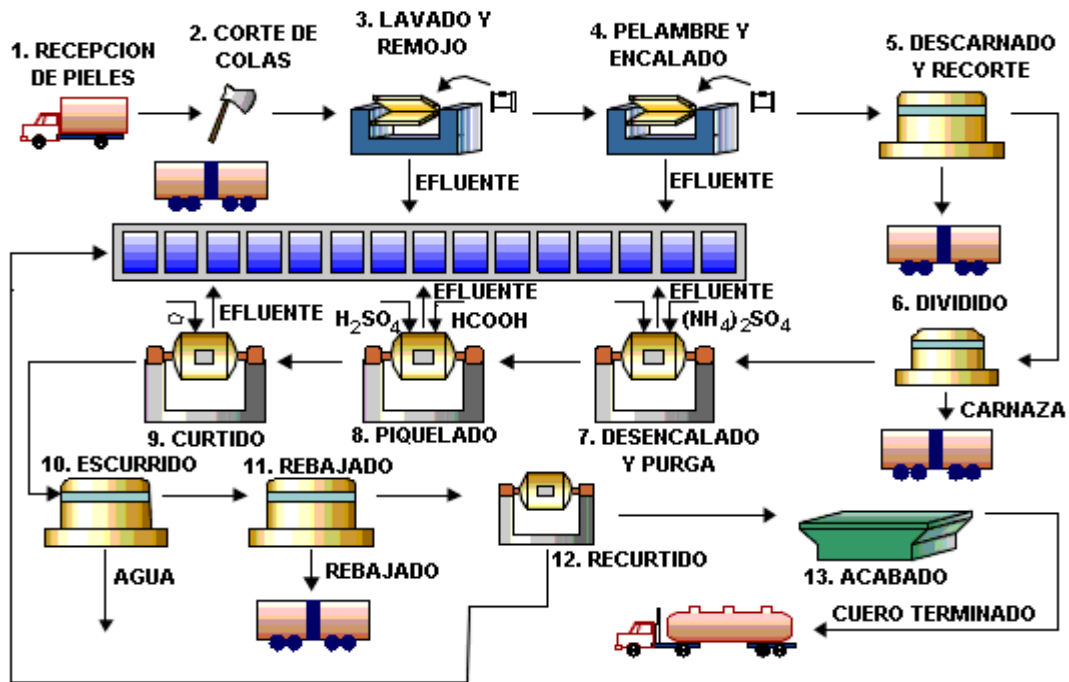 1. RECEPCION
DE PIELES
2. CORTE DE
COLAS
3. LAVADO Y
REMOJO
4. PELAMBRE Y
ENCALADO
5. DESCARNADO
Y RECORTE
EFLUENTE
EFLUENTE
6. DIVIDIDO
CARNAZA
EFLUENTE
(NH₄)₂SO₄
7. DESENCALADO
Y PURGA
EFLUENTE
H₂SO₄
HCOOH
8. PIQUELADO
EFLUENTE
9. CURTIDO
10. ESCURRIDO
AGUA
11. REBAJADO
REBAJADO
12. RECURTIDO
13. ACABADO
CUERO TERMINADO